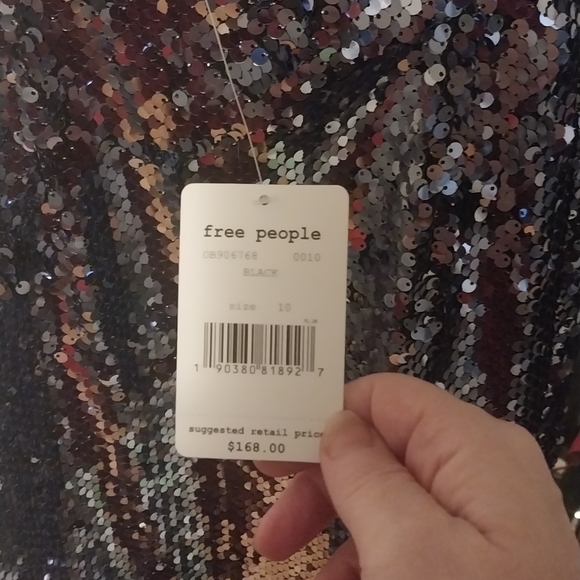 free people
OB906768 0010
BLACK
size 10
1 90380 81892 7
suggested retail price
$168.00